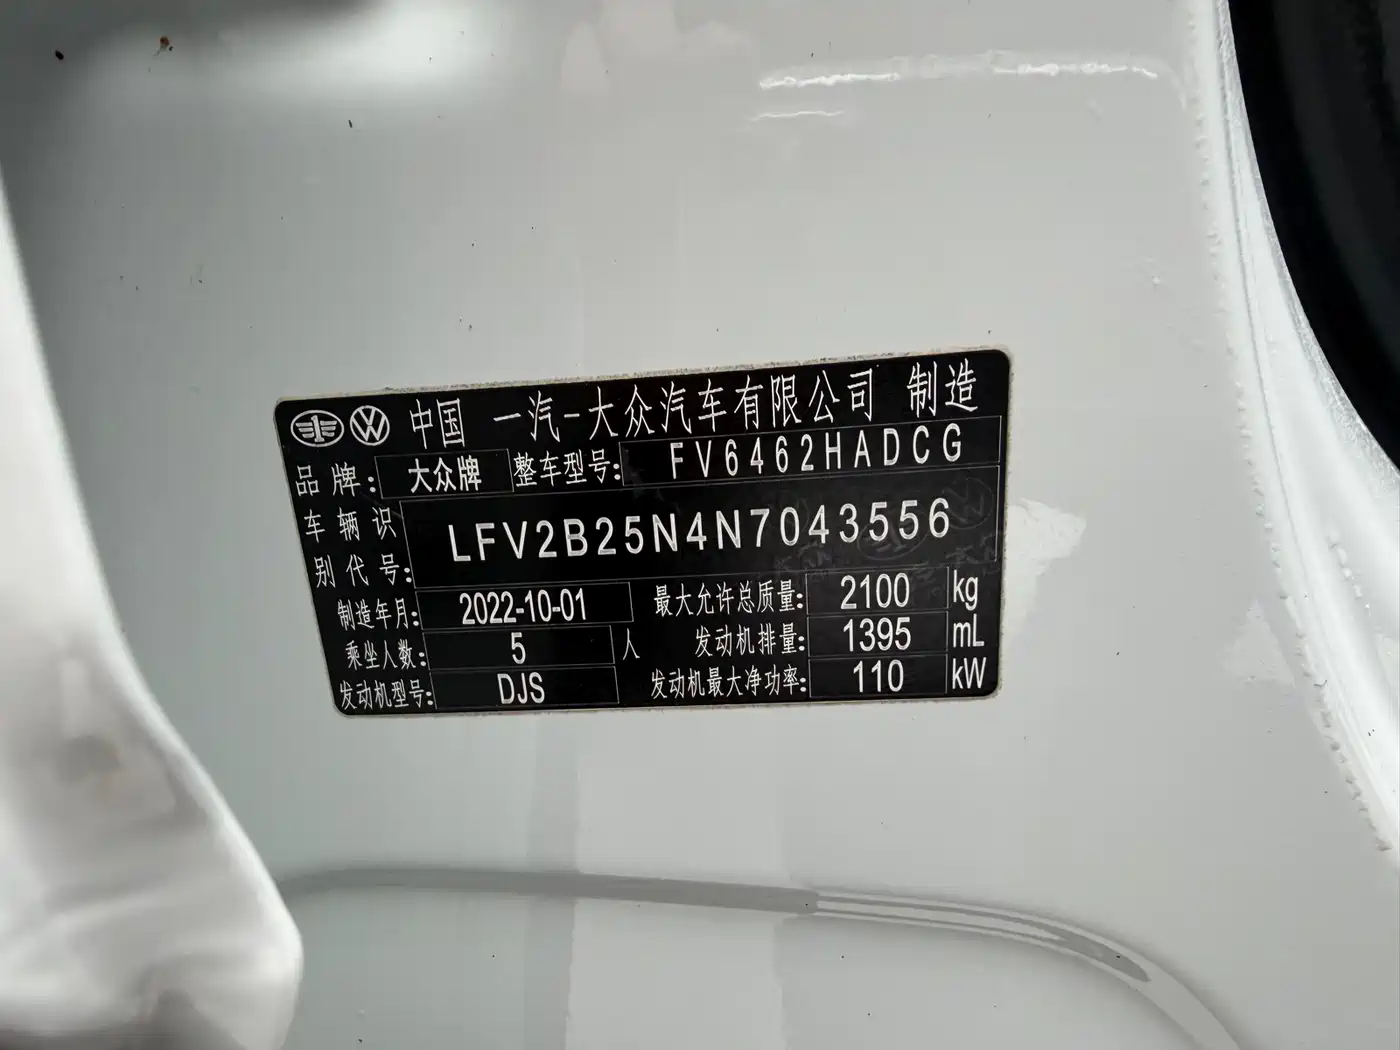 中国 一汽-大众汽车有限公司 制造
品牌: 大众牌 整车型号: FV6462HADCG
车辆识别代号: LFV2B25N4N7043556
制造年月: 2022-10-01 最大允许总质量: 2100 kg
乘坐人数: 5 人 发动机排量: 1395 mL
发动机型号: DJS 发动机最大净功率: 110 kW